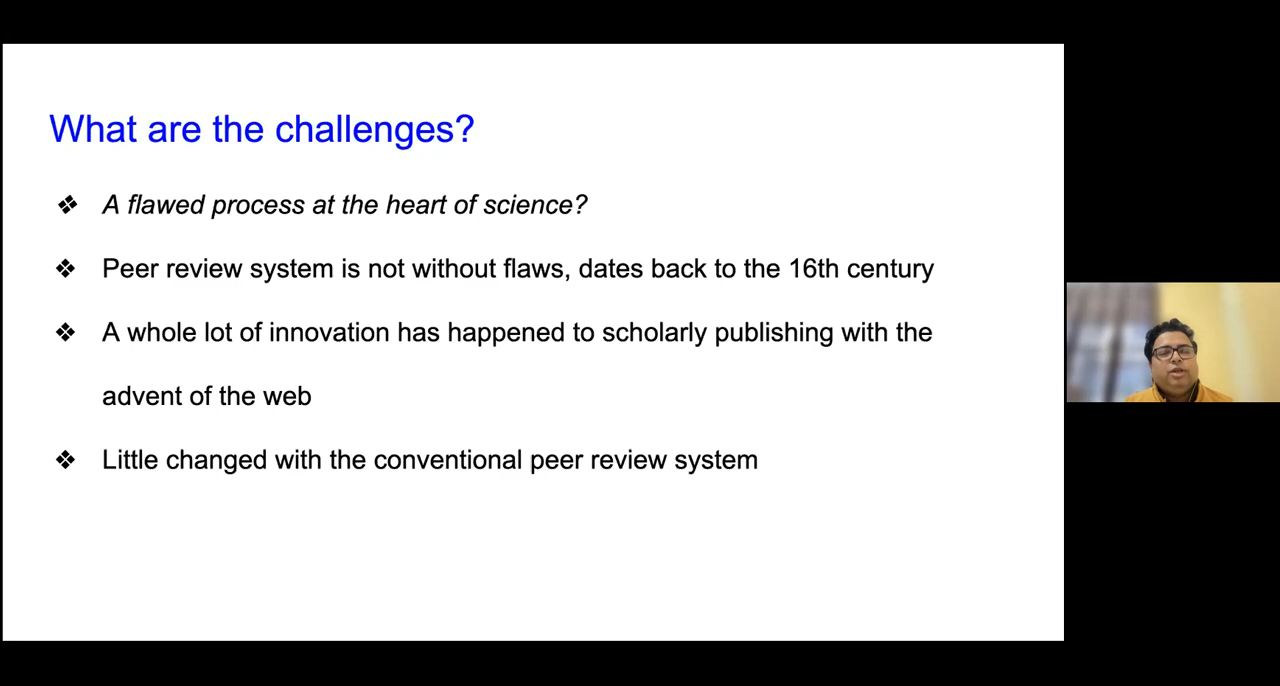 What are the challenges?
❖ A flawed process at the heart of science?
❖ Peer review system is not without flaws, dates back to the 16th century
❖ A whole lot of innovation has happened to scholarly publishing with the
advent of the web
❖ Little changed with the conventional peer review system